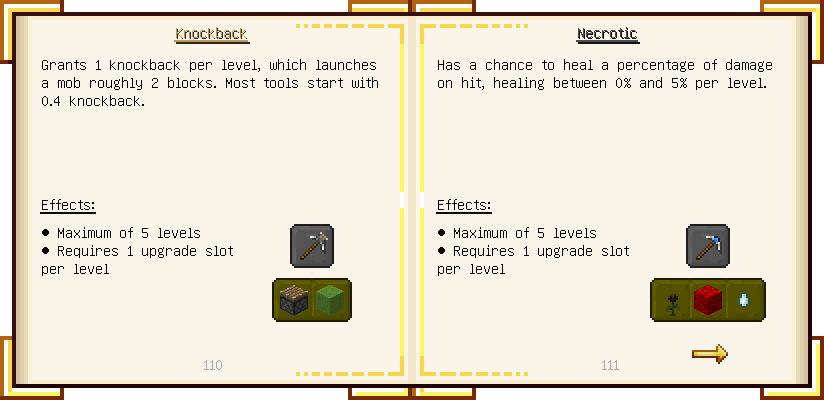 Knockback
Grants 1 knockback per level, which launches
a mob roughly 2 blocks. Most tools start with
0.4 knockback.
Effects:
● Maximum of 5 levels
● Requires 1 upgrade slot
per level
110
Necrotic
Has a chance to heal a percentage of damage
on hit, healing between 0% and 5% per level.
Effects:
● Maximum of 5 levels
● Requires 1 upgrade slot
per level
111